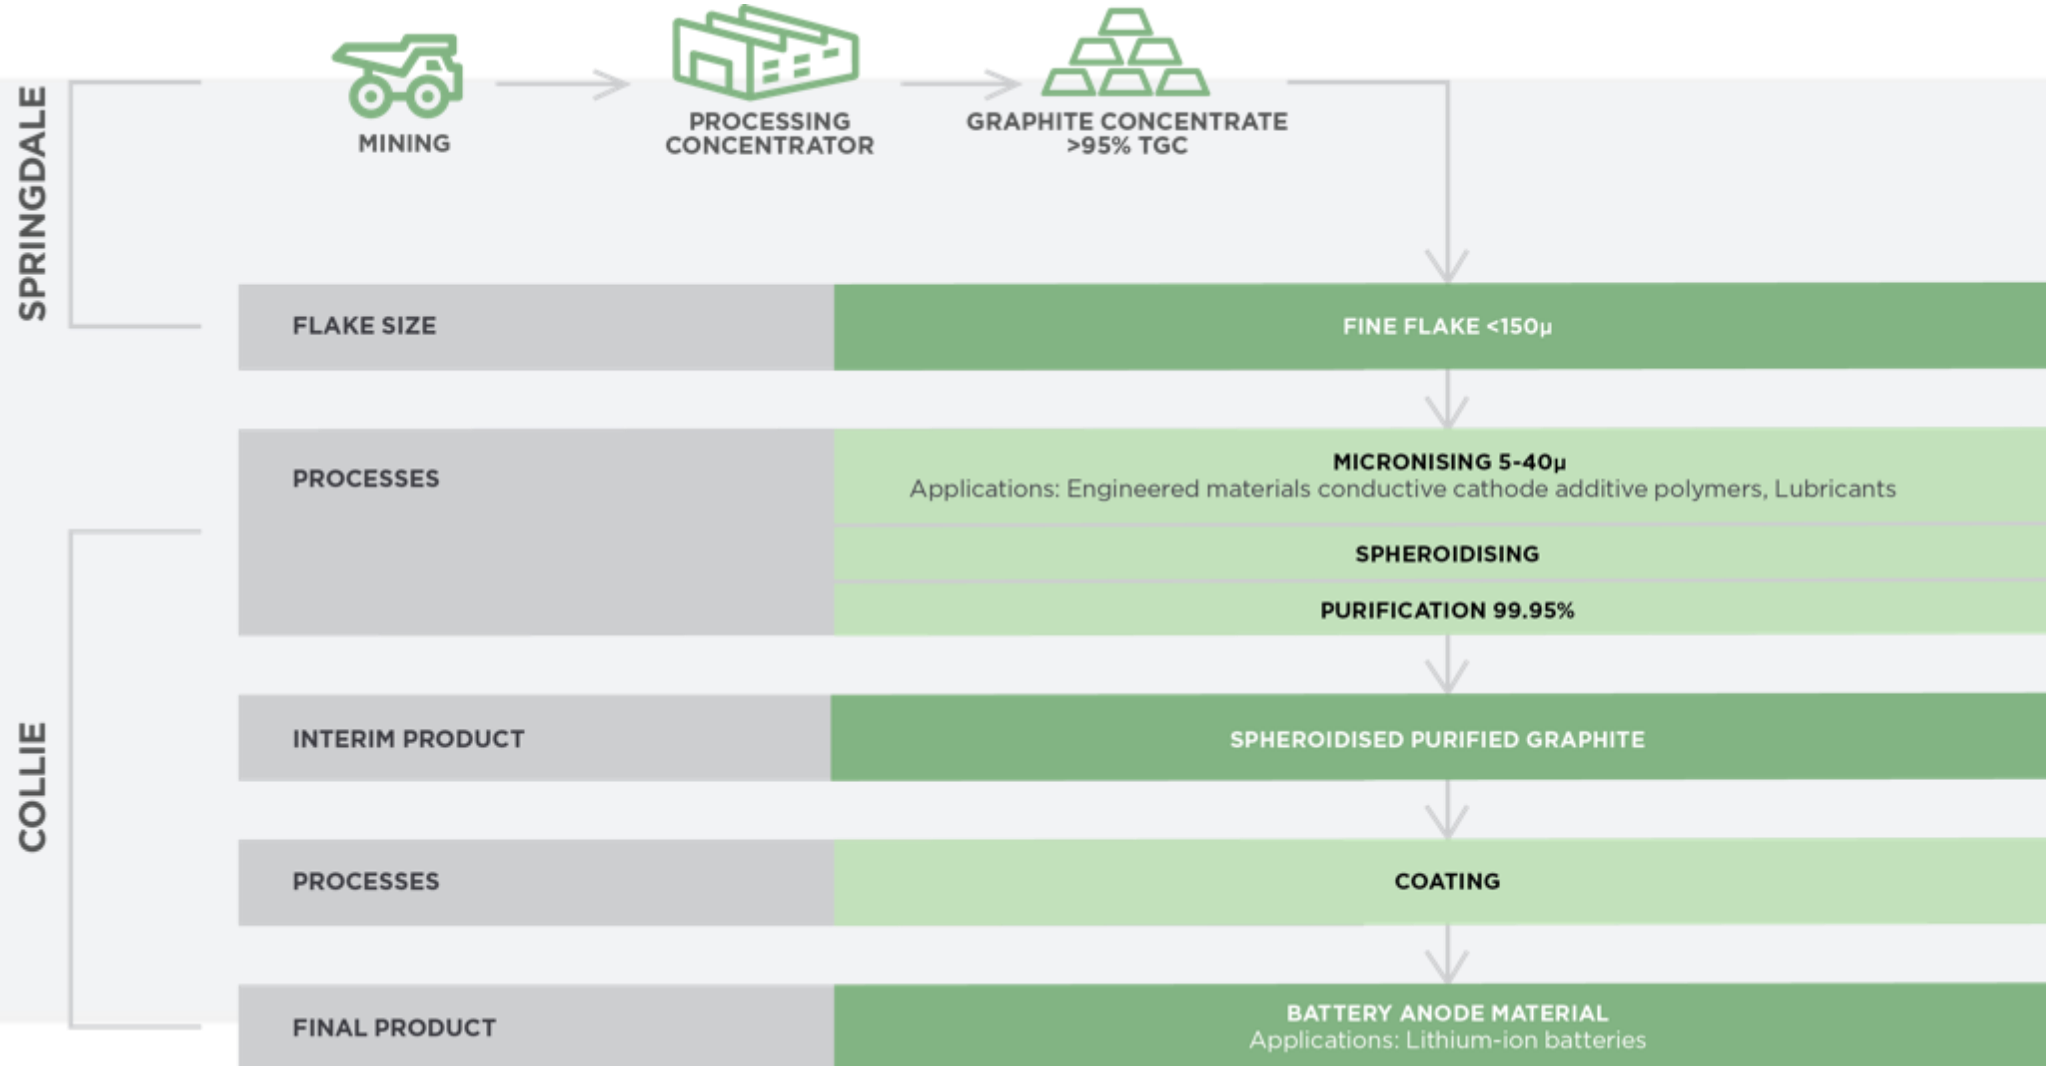 SPRINGDALE
MINING
PROCESSING
CONCENTRATOR
GRAPHITE CONCENTRATE
>95% TGC
FLAKE SIZE
FINE FLAKE <150µ
PROCESSES
MICRONISING 5-40µ
Applications: Engineered materials conductive cathode additive polymers, Lubricants
SPHEROIDISING
PURIFICATION 99.95%
COLLIE
INTERIM PRODUCT
SPHEROIDISED PURIFIED GRAPHITE
PROCESSES
COATING
FINAL PRODUCT
BATTERY ANODE MATERIAL
Applications: Lithium-ion batteries